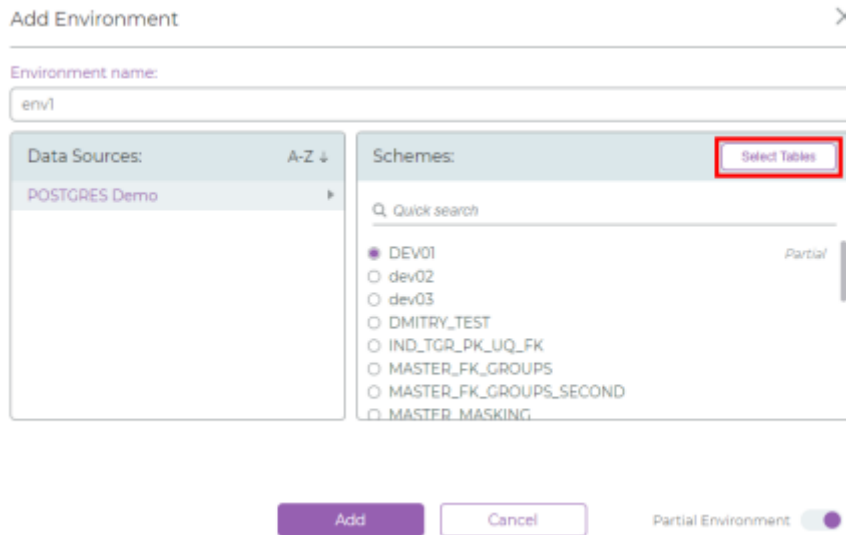 Add Environment
Environment name:
env1
Data Sources: A-Z ↓
POSTGRES Demo
Schemes: Select Tables
Quick search
DEV01 Partial
dev02
dev03
DMITRY_TEST
IND_TGR_PK_UQ_FK
MASTER_FK_GROUPS
MASTER_FK_GROUPS_SECOND
MASTER_MASKING
Add Cancel Partial Environment